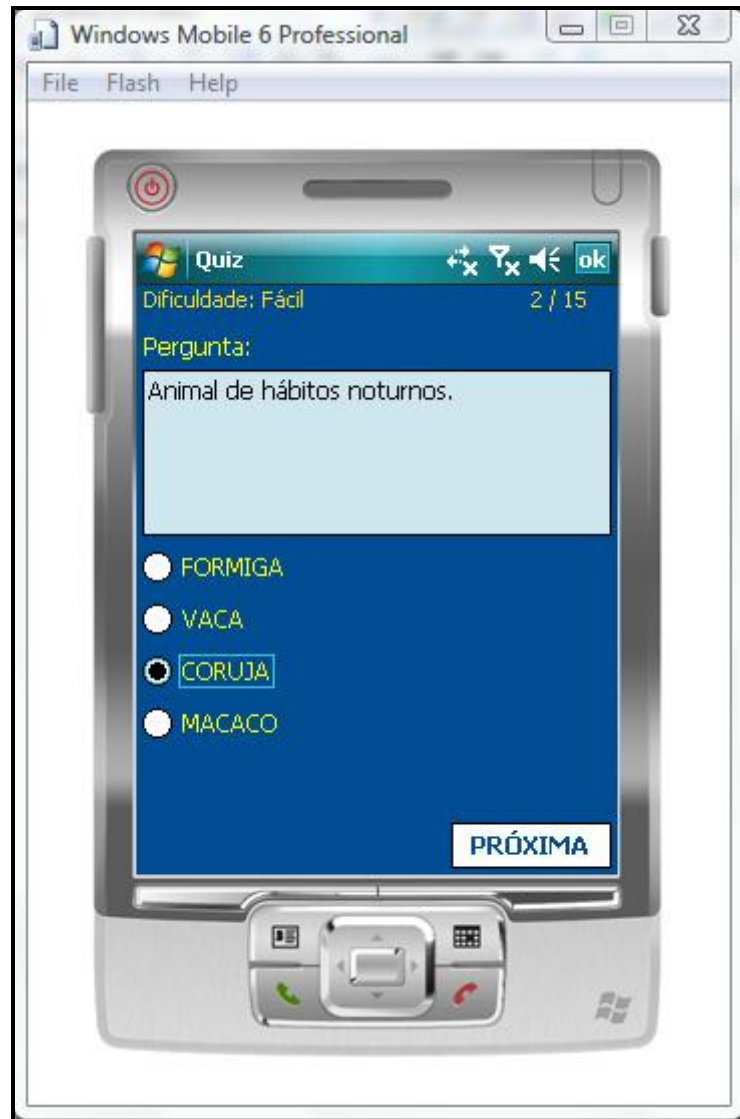 Windows Mobile 6 Professional
File Flash Help
Quiz ok
Dificuldade: Fácil 2 / 15
Pergunta:
Animal de hábitos noturnos.
FORMIGA
VACA
CORUJA
MACACO
PRÓXIMA